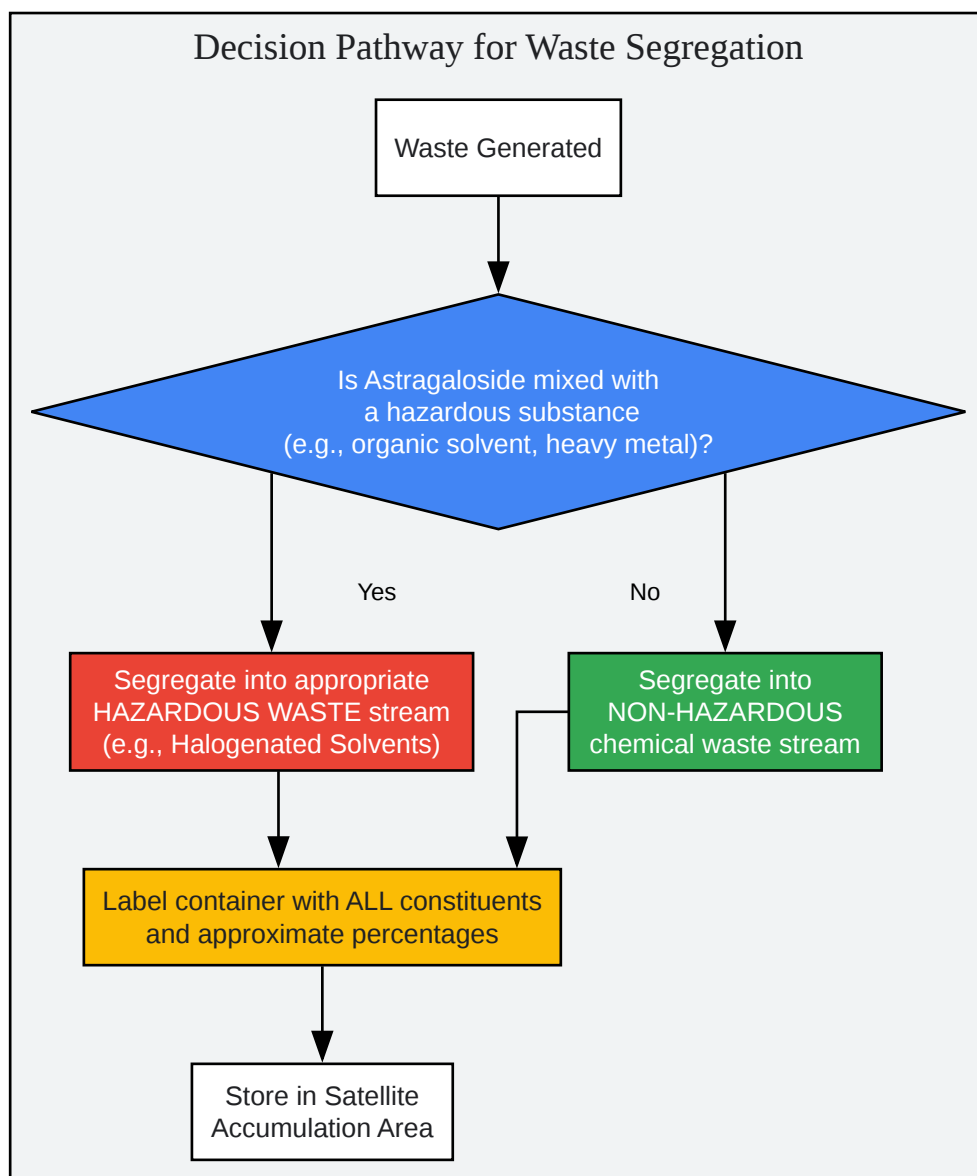 Decision Pathway for Waste Segregation
Waste Generated
Is Astragaloside mixed with
a hazardous substance
(e.g., organic solvent, heavy metal)?
Yes
No
Segregate into appropriate
HAZARDOUS WASTE stream
(e.g., Halogenated Solvents)
Segregate into
NON-HAZARDOUS
chemical waste stream
Label container with ALL constituents
and approximate percentages
Store in Satellite
Accumulation Area